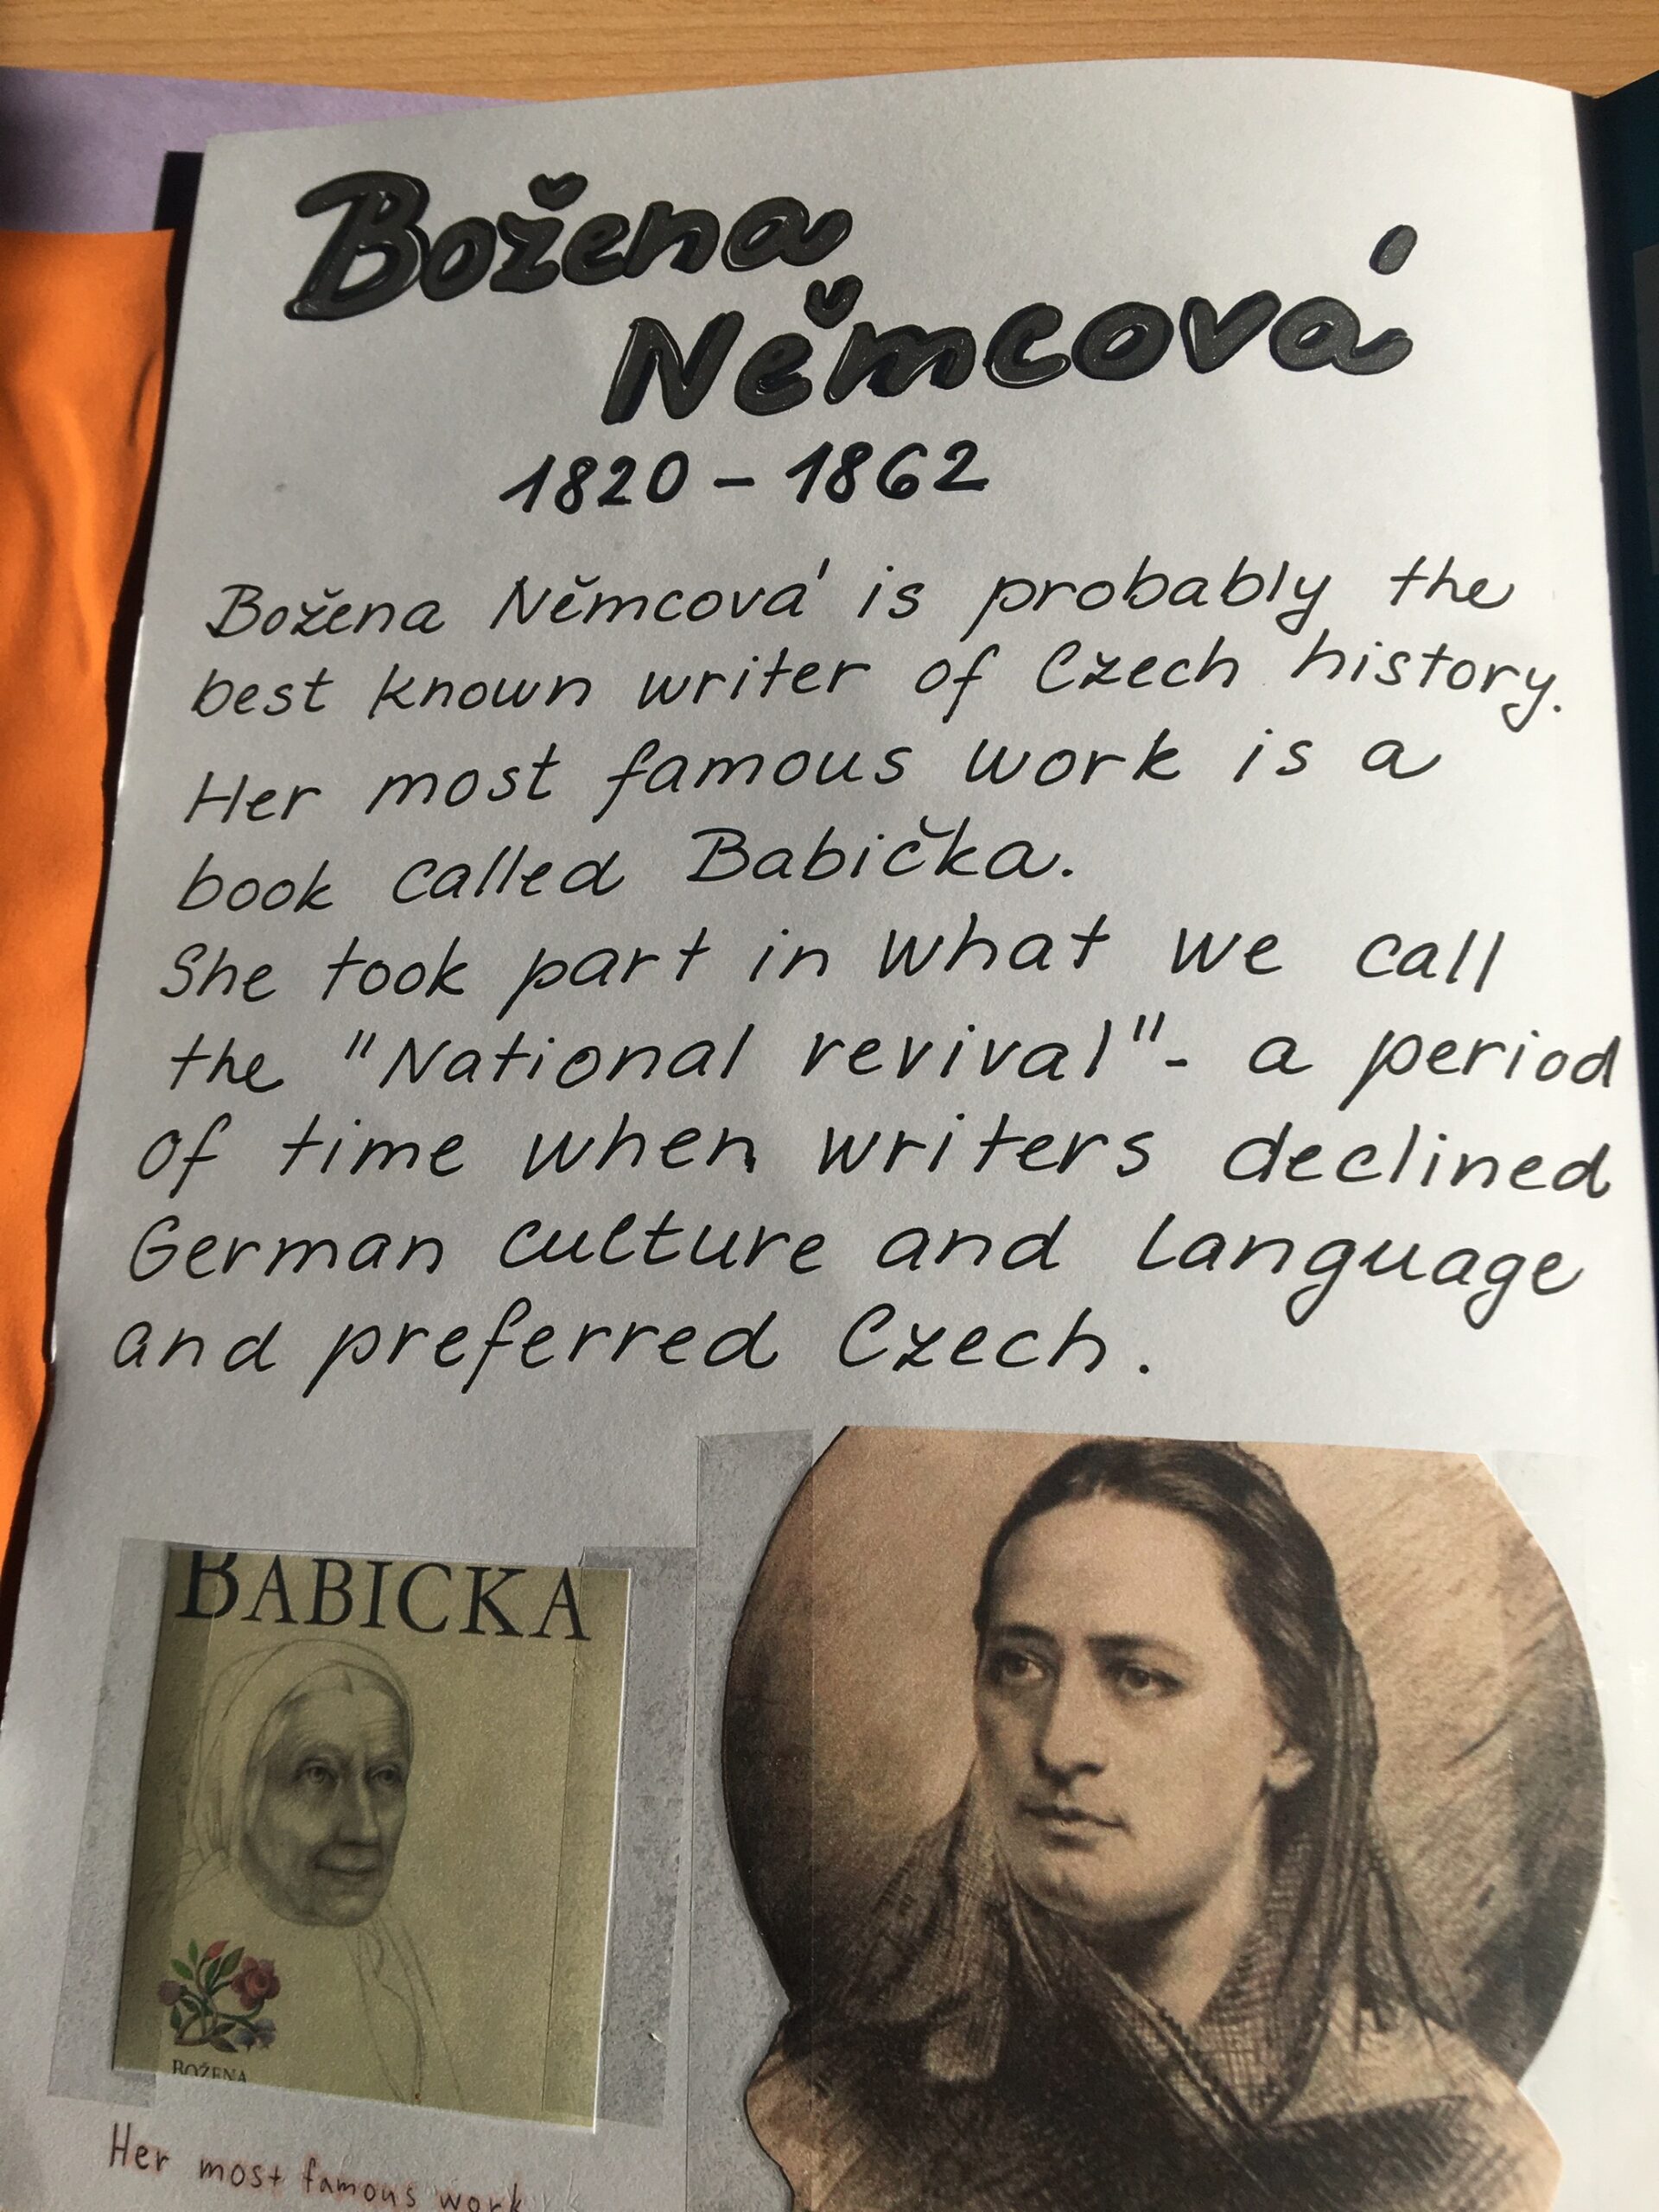 Božena
Němcová
1820 – 1862
Božena Němcová is probably the
best known writer of Czech history.
Her most famous work is a
book called Babička.
She took part in what we call
the "National revival"- a period
of time when writers declined
German culture and language
and preferred Czech.
BABICKA
BOŽENA
Her most famous work